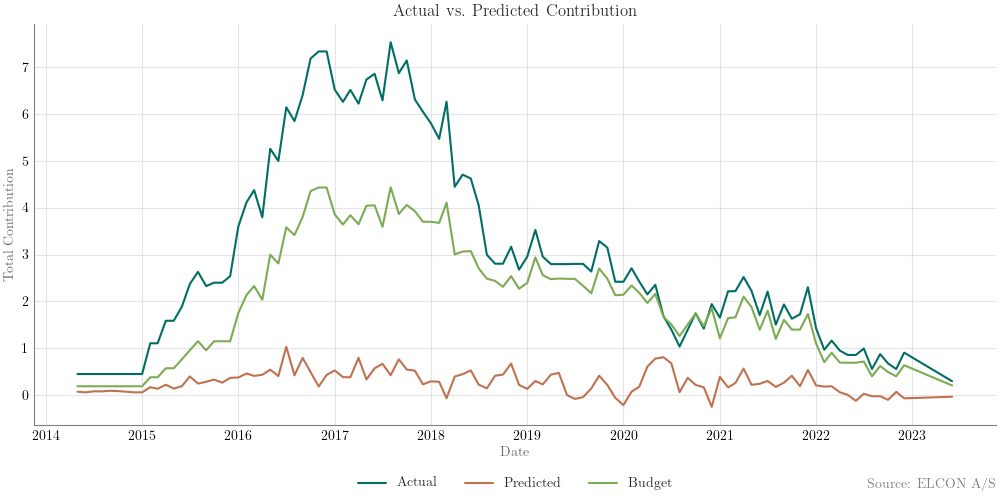 Actual vs. Predicted Contribution
Total Contribution
7
6
5
4
3
2
1
0
2014 2015 2016 2017 2018 2019 2020 2021 2022 2023
Date
Actual Predicted Budget
Source: ELCON A/S